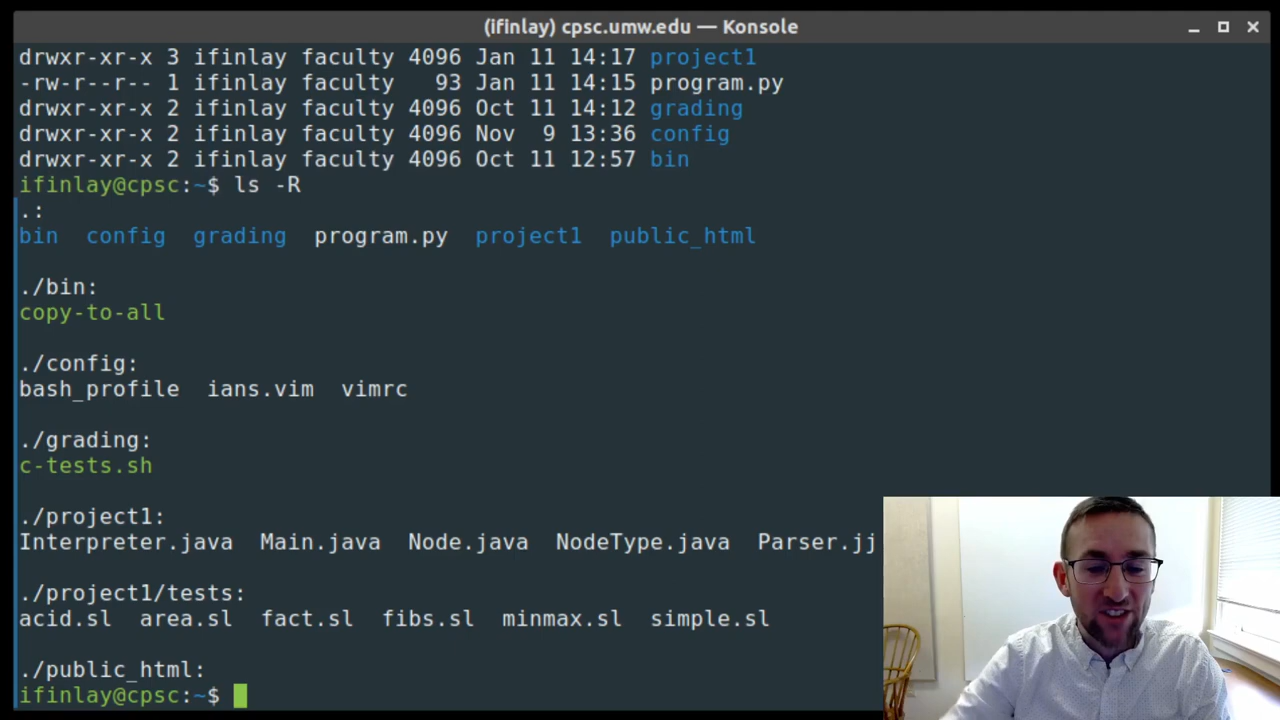 (ifinlay) cpsc.umw.edu — Konsole
drwxr-xr-x 3 ifinlay faculty 4096 Jan 11 14:17 project1
-rw-r--r-- 1 ifinlay faculty   93 Jan 11 14:15 program.py
drwxr-xr-x 2 ifinlay faculty 4096 Oct 11 14:12 grading
drwxr-xr-x 2 ifinlay faculty 4096 Nov  9 13:36 config
drwxr-xr-x 2 ifinlay faculty 4096 Oct 11 12:57 bin
ifinlay@cpsc:~$ ls -R
.:
bin  config  grading  program.py  project1  public_html
./bin:
copy-to-all
./config:
bash_profile  ians.vim  vimrc
./grading:
c-tests.sh
./project1:
Interpreter.java  Main.java  Node.java  NodeType.java  Parser.jj
./project1/tests:
acid.sl  area.sl  fact.sl  fibs.sl  minmax.sl  simple.sl
./public_html:
ifinlay@cpsc:~$